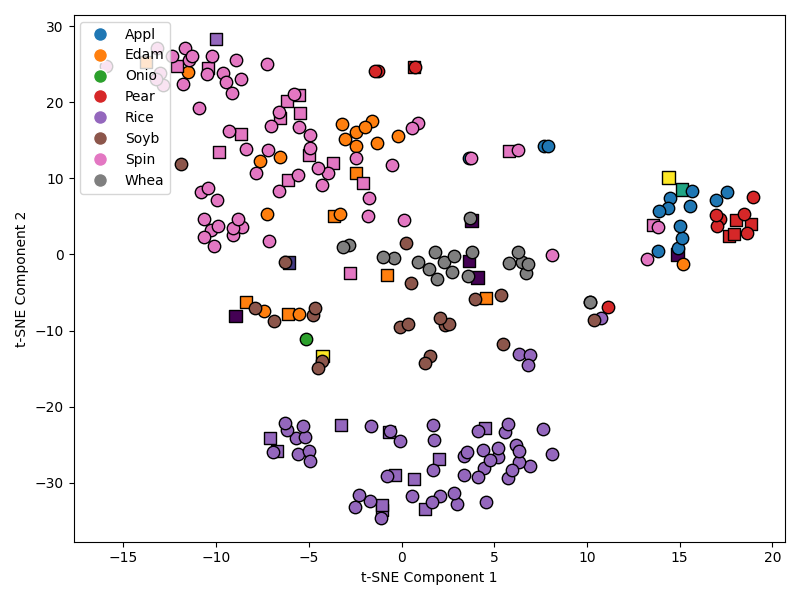 Appl
Edam
Onio
Pear
Rice
Soyb
Spin
Whea
30
20
10
0
−10
−20
−30
t-SNE Component 2
−15 −10 −5 0 5 10 15 20
t-SNE Component 1